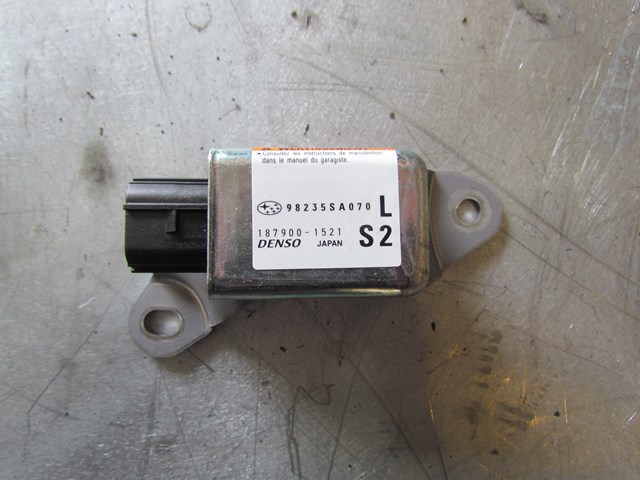 • Consultez les instructions de manutention
dans le manuel du garagiste.
98235SA070 L
187900-1521 S2
DENSO JAPAN